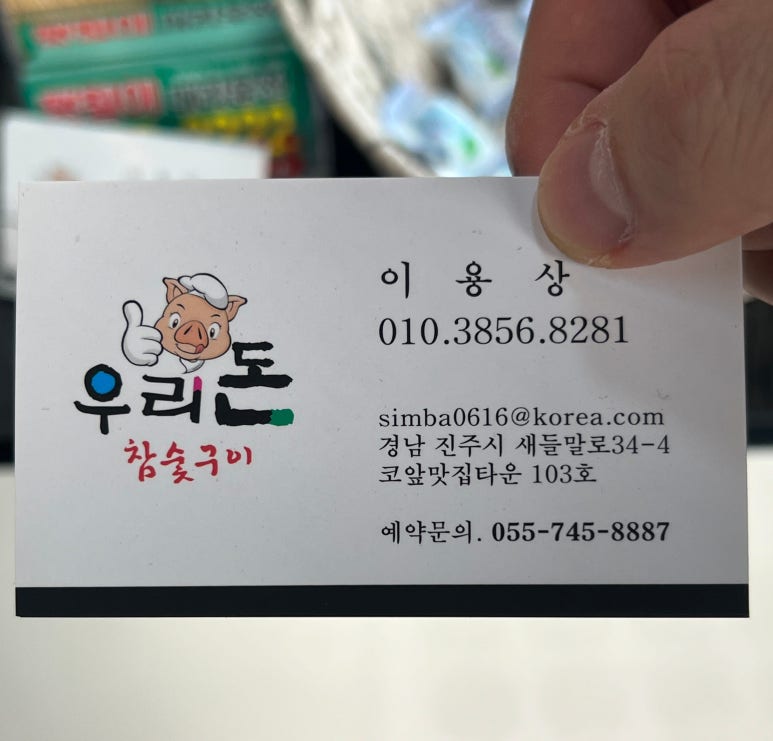 우리돈
참숯구이
이 용 상
010.3856.8281
simba0616@korea.com
경남 진주시 새들말로34-4
코앞맛집타운 103호
예약문의. 055-745-8887